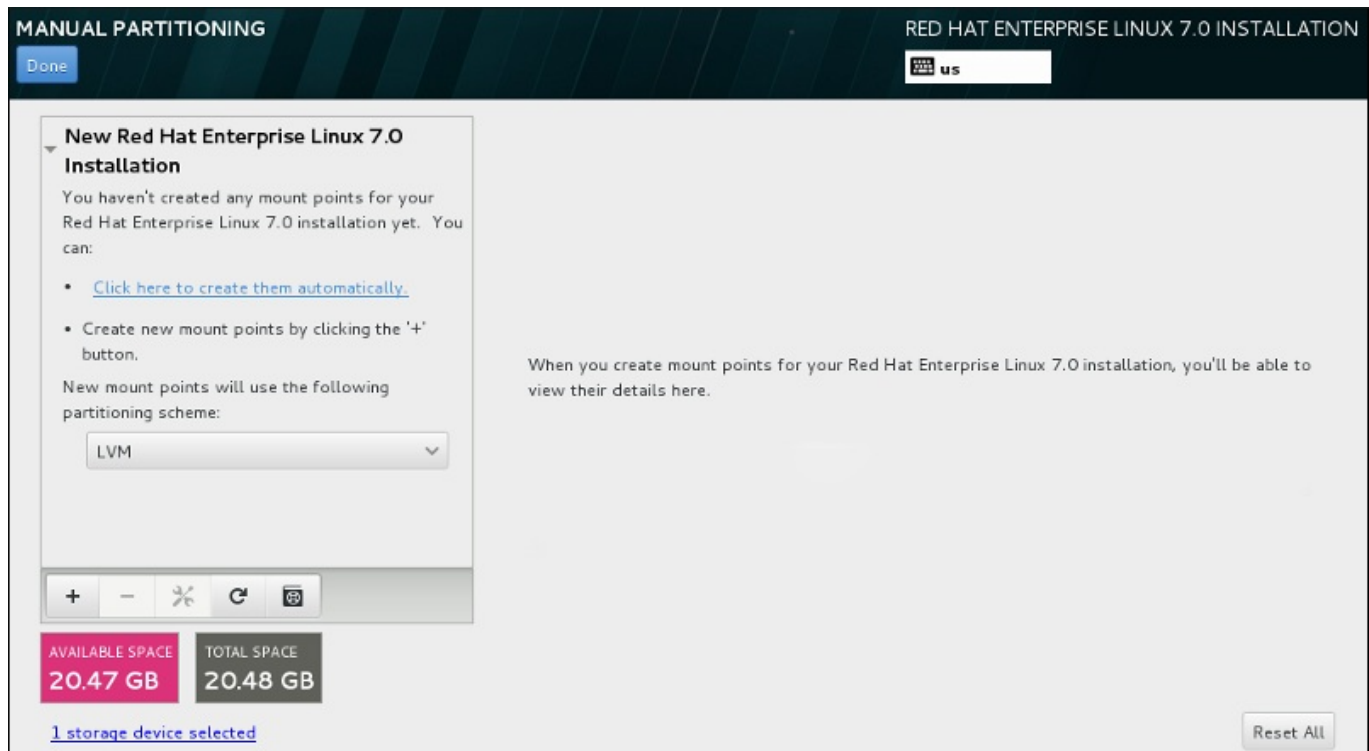 MANUAL PARTITIONING
Done
RED HAT ENTERPRISE LINUX 7.0 INSTALLATION
us
New Red Hat Enterprise Linux 7.0
Installation
You haven't created any mount points for your
Red Hat Enterprise Linux 7.0 installation yet. You
can:
• Click here to create them automatically.
• Create new mount points by clicking the '+'
button.
New mount points will use the following
partitioning scheme:
LVM
When you create mount points for your Red Hat Enterprise Linux 7.0 installation, you'll be able to
view their details here.
+ −
AVAILABLE SPACE
20.47 GB
TOTAL SPACE
20.48 GB
1 storage device selected
Reset All